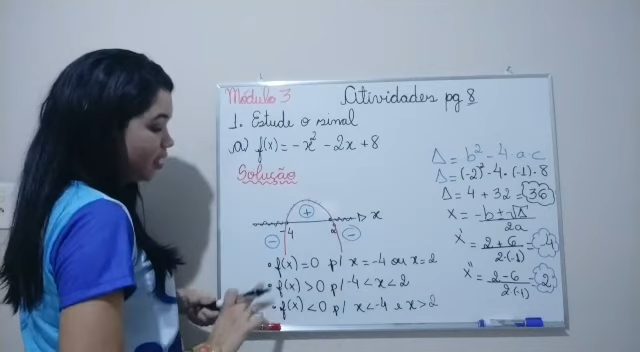 Módulo 3
Atividades pg 8
1. Estude o sinal
a) f(x) = -x² - 2x + 8
Solução
+
x
-4
2
-
-
• f(x) = 0 p/ x = -4 ou x = 2
• f(x) > 0 p/ -4 < x < 2
• f(x) < 0 p/ x < -4 e x > 2
Δ = b² - 4·a·c
Δ = (-2)² - 4·(-1)·8
Δ = 4 + 32 = 36
x = -b ± √Δ / 2a
x' = 2 + 6 / 2·(-1) = -4
x'' = 2 - 6 / 2·(-1) = 2